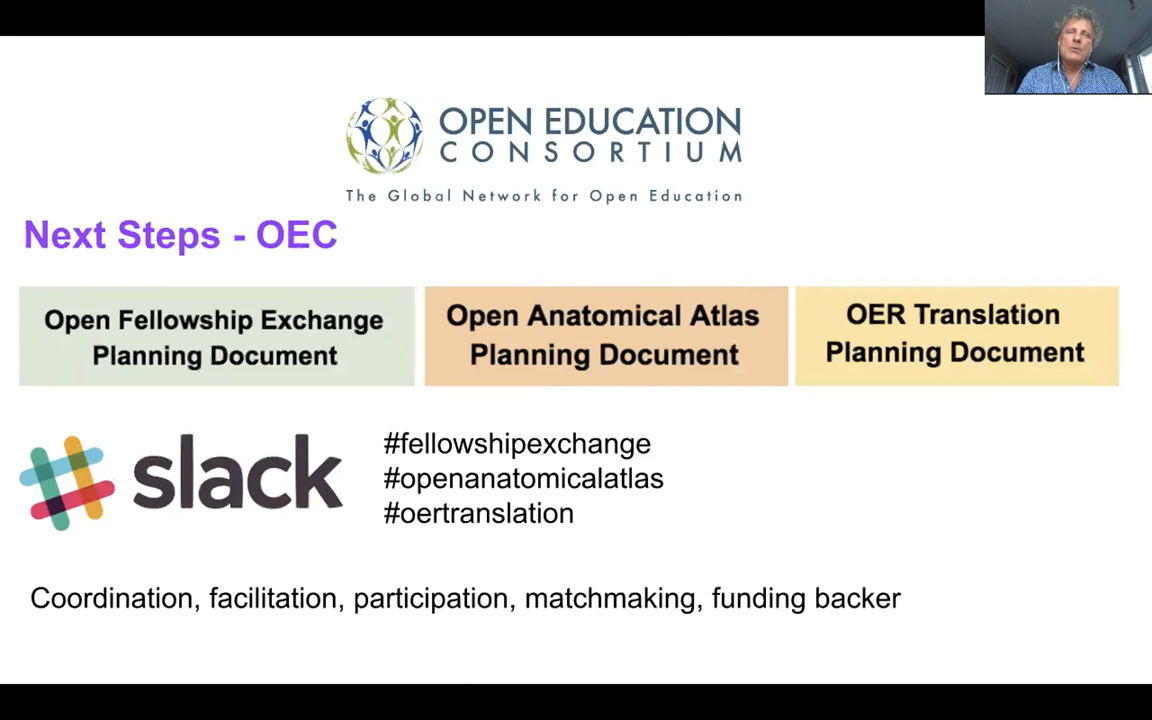 OPEN EDUCATION
CONSORTIUM
The Global Network for Open Education
Next Steps - OEC
Open Fellowship Exchange
Planning Document
Open Anatomical Atlas
Planning Document
OER Translation
Planning Document
slack
#fellowshipexchange
#openanatomicalatlas
#oertranslation
Coordination, facilitation, participation, matchmaking, funding backer